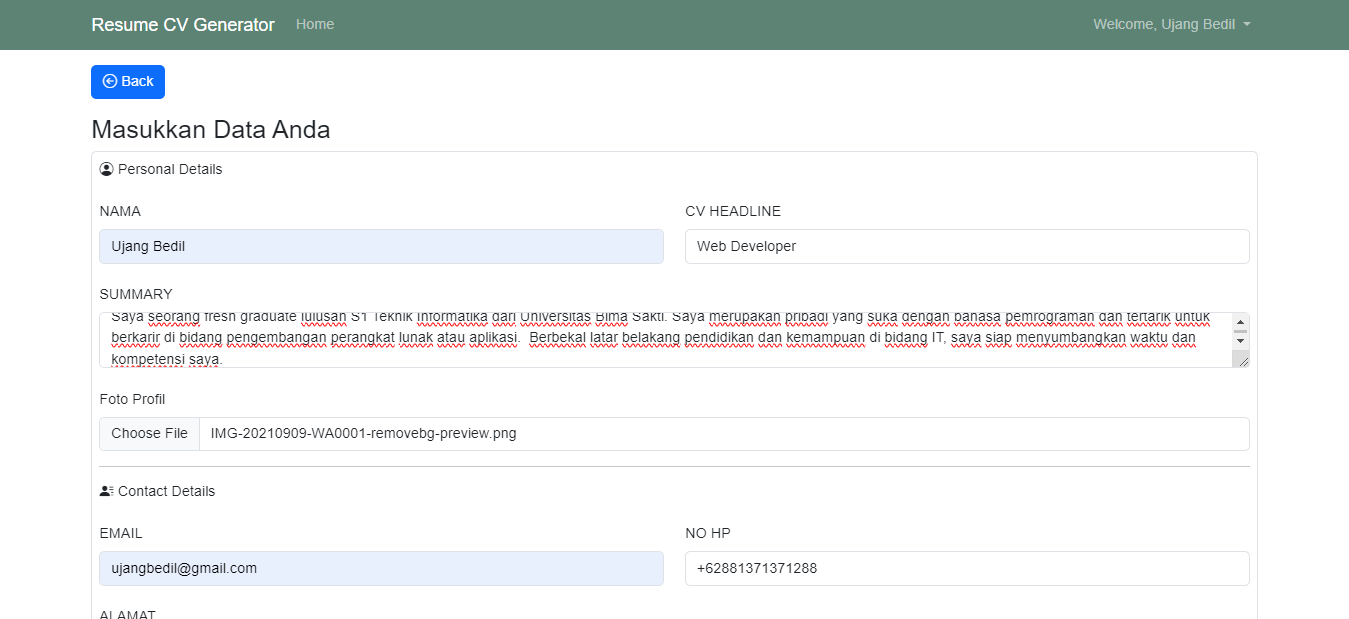 Resume CV Generator Home Welcome, Ujang Bedil
Back
Masukkan Data Anda
Personal Details
NAMA CV HEADLINE
Ujang Bedil Web Developer
SUMMARY
Saya seorang fresh graduate lulusan S1 Teknik Informatika dari Universitas Bima Sakti. Saya merupakan pribadi yang suka dengan bahasa pemrograman dan tertarik untuk
berkarir di bidang pengembangan perangkat lunak atau aplikasi.  Berbekal latar belakang pendidikan dan kemampuan di bidang IT, saya siap menyumbangkan waktu dan
kompetensi saya.
Foto Profil
Choose File IMG-20210909-WA0001-removebg-preview.png
Contact Details
EMAIL NO HP
ujangbedil@gmail.com +62881371371288
ALAMAT